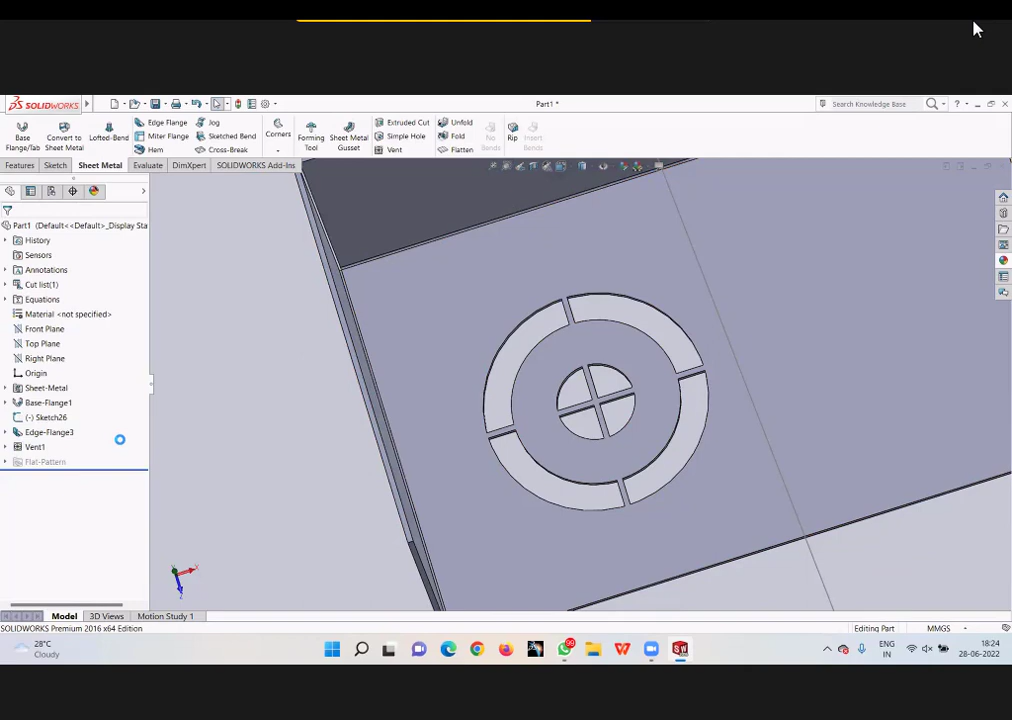 SOLIDWORKS
Part1 *
Search Knowledge Base
Base Flange/Tab
Convert to Sheet Metal
Lofted-Bend
Edge Flange
Miter Flange
Hem
Jog
Sketched Bend
Cross-Break
Corners
Forming Tool
Sheet Metal Gusset
Extruded Cut
Simple Hole
Vent
Unfold
Fold
Flatten
No Bends
Rip
Insert Bends
Features
Sketch
Sheet Metal
Evaluate
DimXpert
SOLIDWORKS Add-Ins
Part1 (Default<<Default>_Display Sta
History
Sensors
Annotations
Cut list(1)
Equations
Material <not specified>
Front Plane
Top Plane
Right Plane
Origin
Sheet-Metal
Base-Flange1
(-) Sketch26
Edge-Flange3
Vent1
Flat-Pattern
X
Z
Model
3D Views
Motion Study 1
SOLIDWORKS Premium 2016 x64 Edition
Editing Part
MMGS
28°C
Cloudy
99
SW
ENG
IN
18:24
28-06-2022